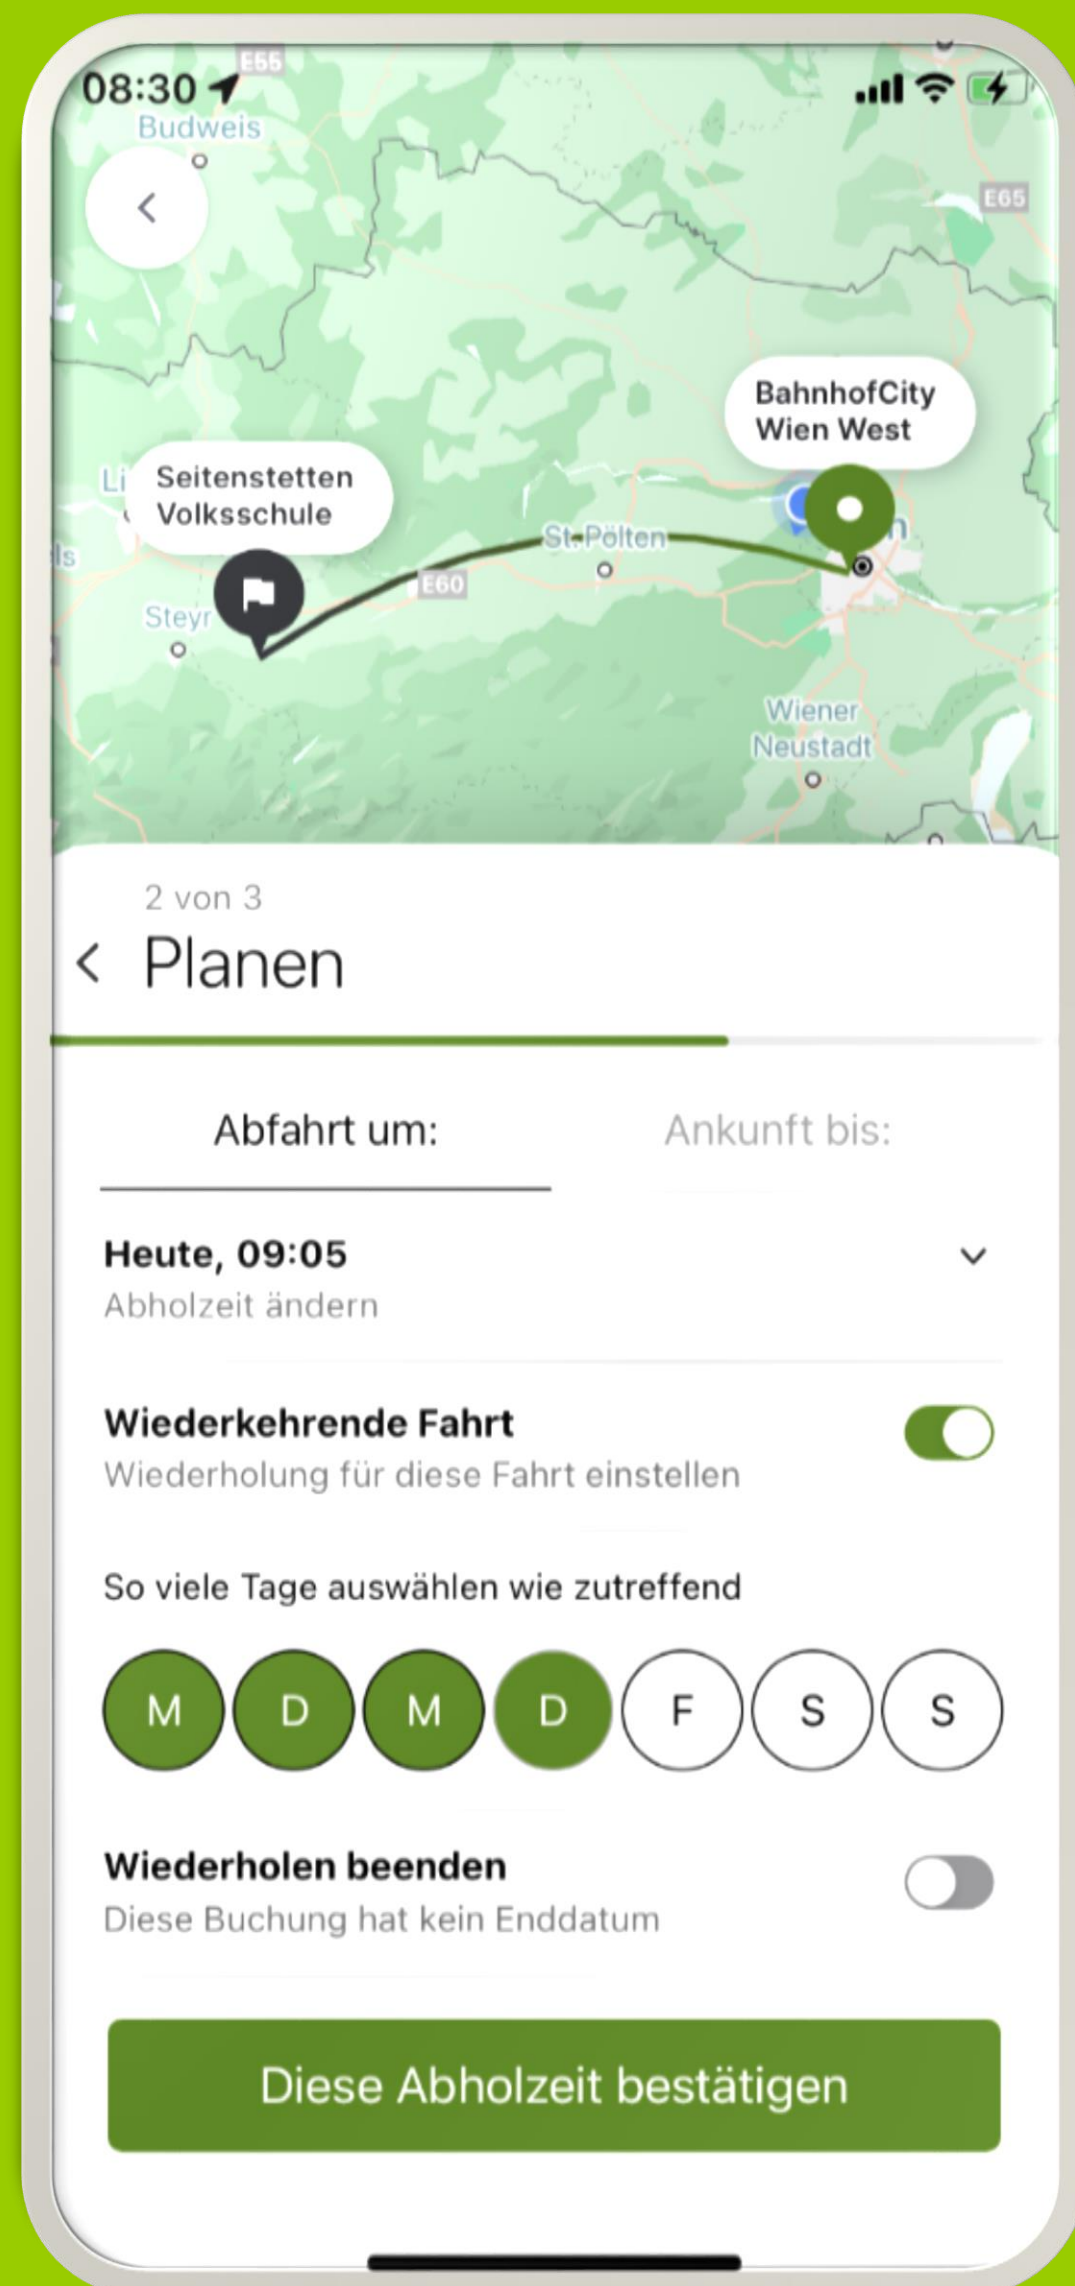 E55
08:30
Budweis
E65
BahnhofCity
Wien West
Seitenstetten
Volksschule
Li
ls
St. Pölten
n
E60
Steyr
Wiener
Neustadt
2 von 3
Planen
Abfahrt um:
Ankunft bis:
Heute, 09:05
Abholzeit ändern
Wiederkehrende Fahrt
Wiederholung für diese Fahrt einstellen
So viele Tage auswählen wie zutreffend
M D M D F S S
Wiederholen beenden
Diese Buchung hat kein Enddatum
Diese Abholzeit bestätigen